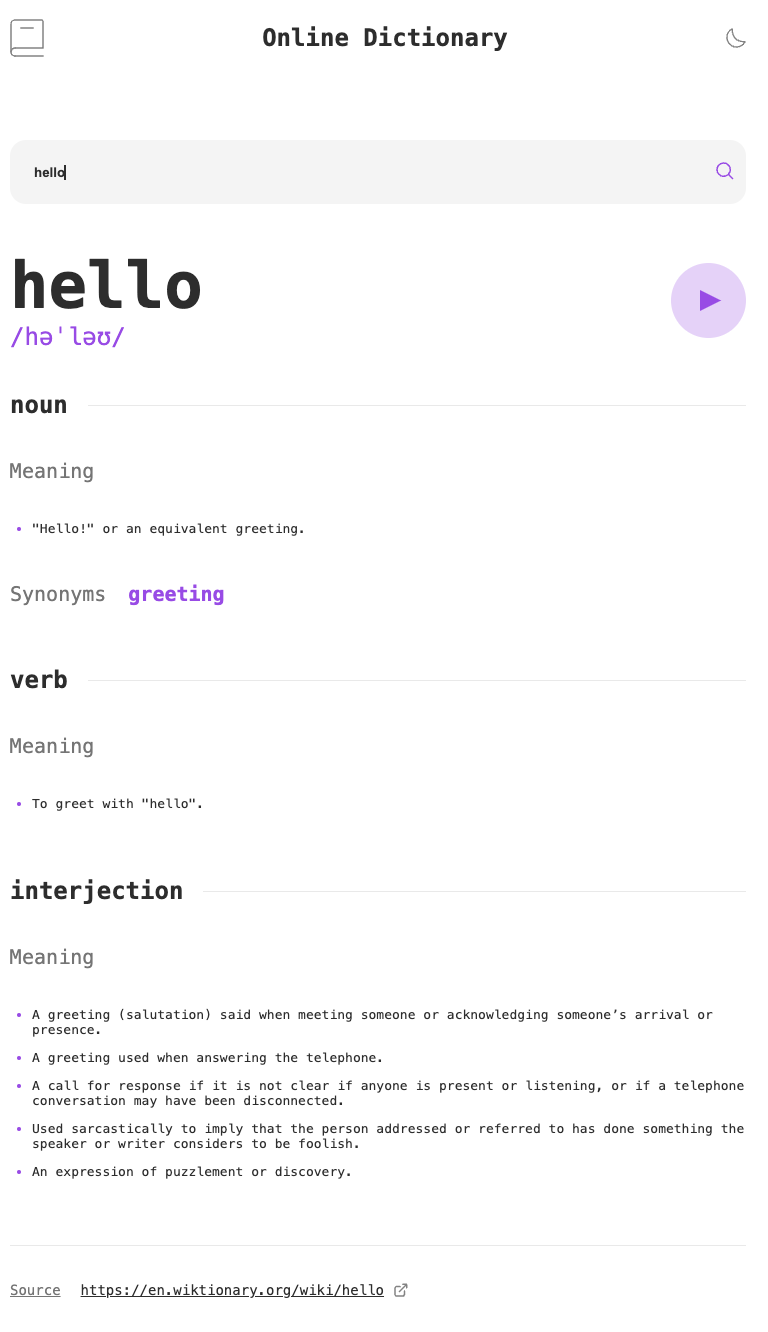 Online Dictionary
hello
hello
/həˈləʊ/
noun
Meaning
"Hello!" or an equivalent greeting.
Synonyms greeting
verb
Meaning
To greet with "hello".
interjection
Meaning
A greeting (salutation) said when meeting someone or acknowledging someone’s arrival or
presence.
A greeting used when answering the telephone.
A call for response if it is not clear if anyone is present or listening, or if a telephone
conversation may have been disconnected.
Used sarcastically to imply that the person addressed or referred to has done something the
speaker or writer considers to be foolish.
An expression of puzzlement or discovery.
Source https://en.wiktionary.org/wiki/hello